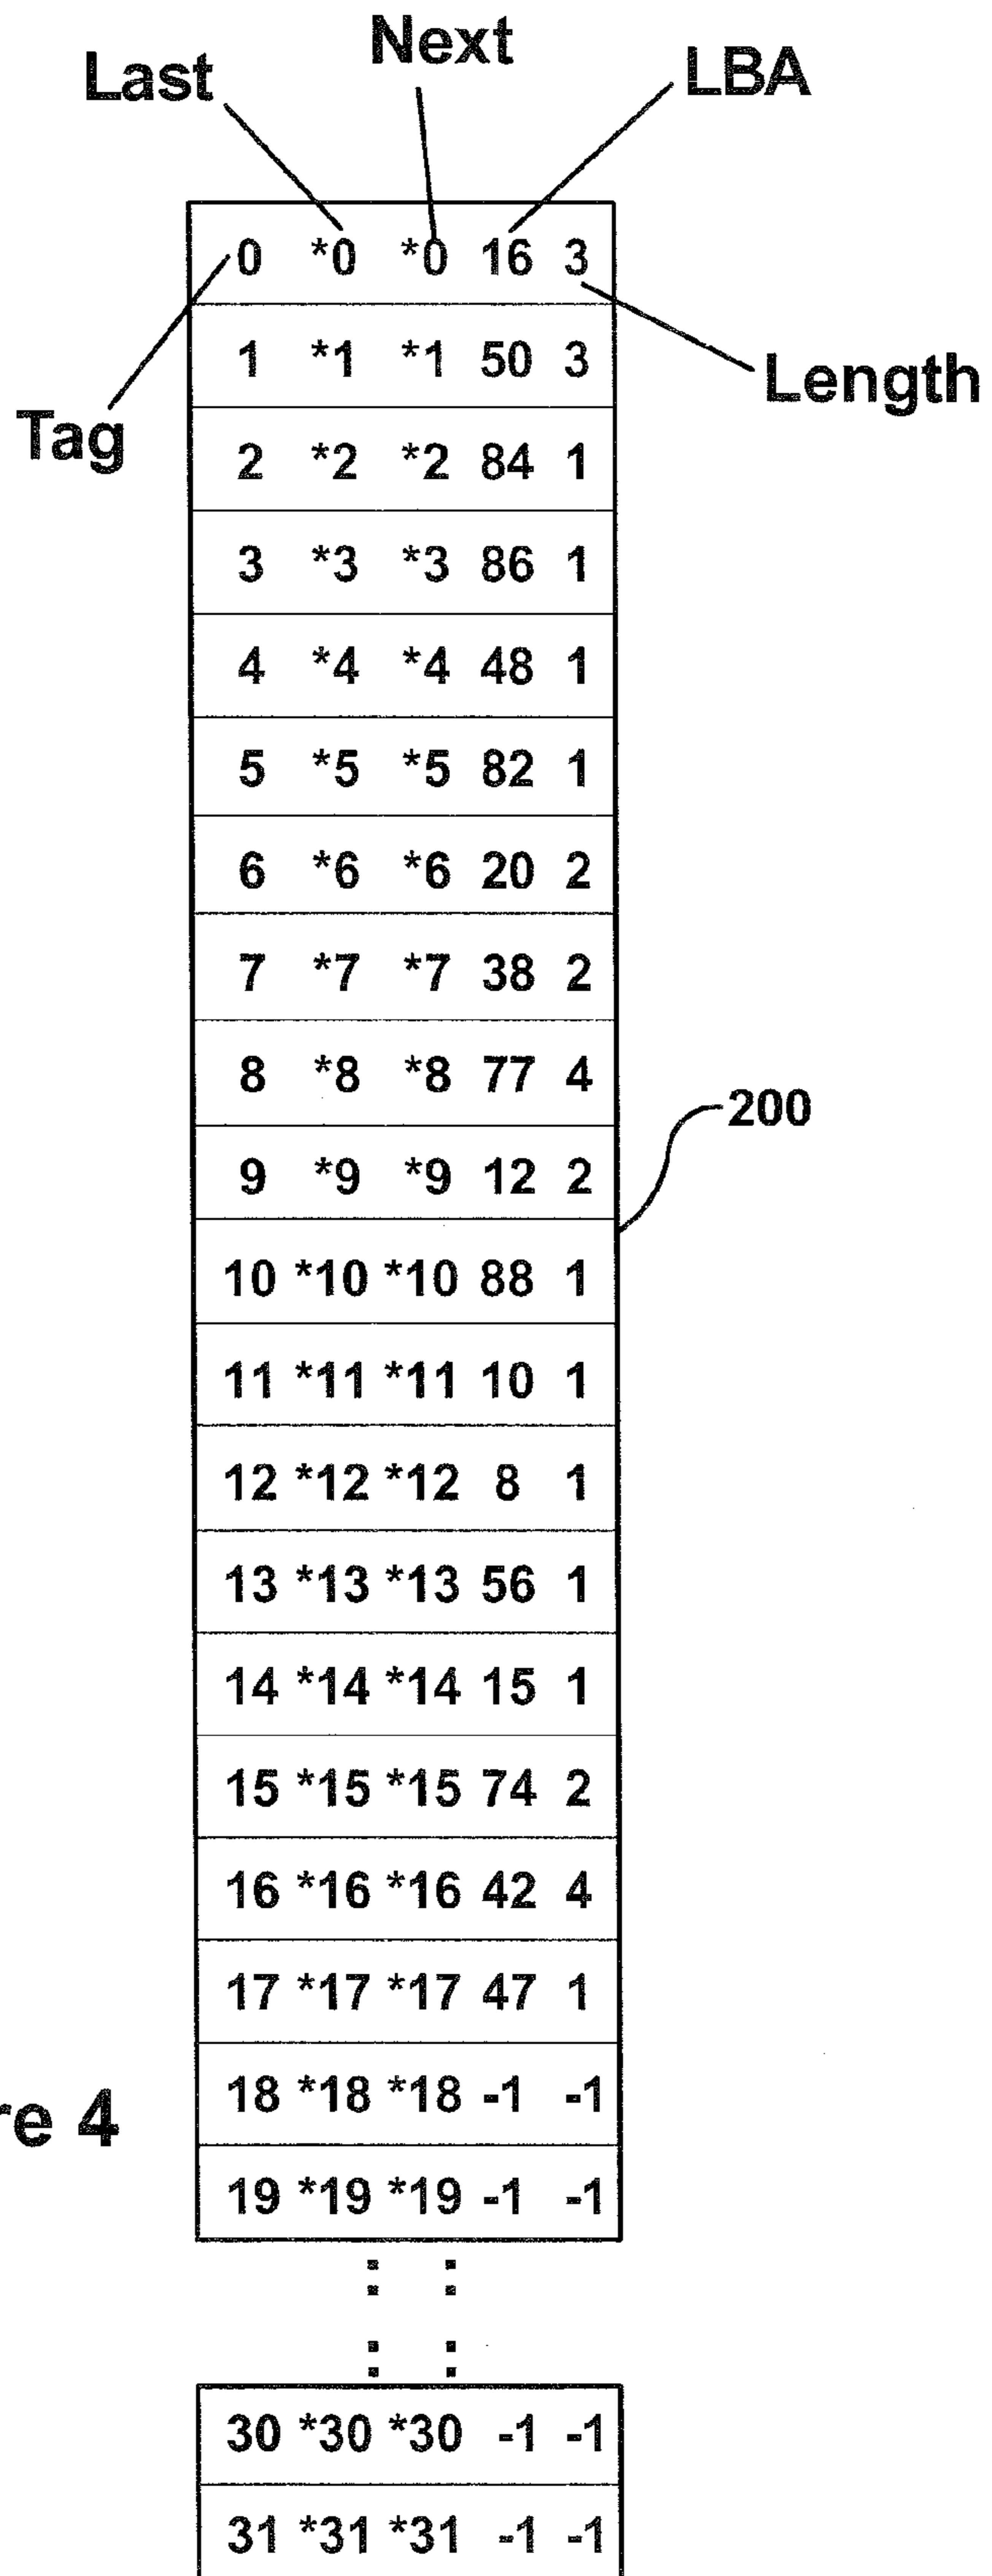 Next
Last
LBA
0 *0 *0 16 3
1 *1 *1 50 3
Length
Tag
2 *2 *2 84 1
3 *3 *3 86 1
4 *4 *4 48 1
5 *5 *5 82 1
6 *6 *6 20 2
7 *7 *7 38 2
8 *8 *8 77 4
200
9 *9 *9 12 2
10 *10 *10 88 1
11 *11 *11 10 1
12 *12 *12 8 1
13 *13 *13 56 1
14 *14 *14 15 1
15 *15 *15 74 2
16 *16 *16 42 4
17 *17 *17 47 1
18 *18 *18 -1 -1
re 4
19 *19 *19 -1 -1
: :
: :
30 *30 *30 -1 -1
31 *31 *31 -1 -1